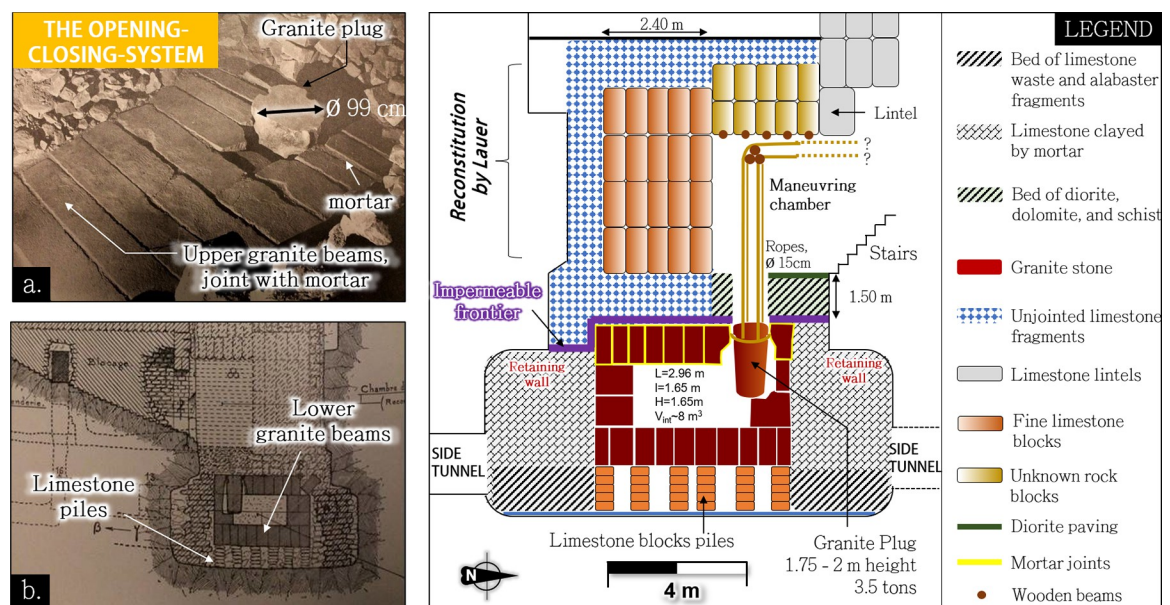 THE OPENING-
CLOSING-SYSTEM
Granite plug
Ø 99 cm
mortar
Upper granite beams,
joint with mortar
a.
Blocage
Lower
granite beams
Limestone
piles
b.
2.40 m
Reconstitution
by Lauer
Lintel
?
?
Maneuvring
chamber
Ropes,
Ø 15cm
Stairs
1.50 m
Impermeable
frontier
Retaining
wall
L=2.96 m
l=1.65 m
H=1.65m
Vint~8 m³
Retaining
wall
SIDE
TUNNEL
SIDE
TUNNEL
Limestone blocks piles
Granite Plug
1.75 - 2 m height
3.5 tons
N
4 m
LEGEND
Bed of limestone
waste and alabaster
fragments
Limestone clayed
by mortar
Bed of diorite,
dolomite, and schist
Granite stone
Unjointed limestone
fragments
Limestone lintels
Fine limestone
blocks
Unknown rock
blocks
Diorite paving
Mortar joints
Wooden beams